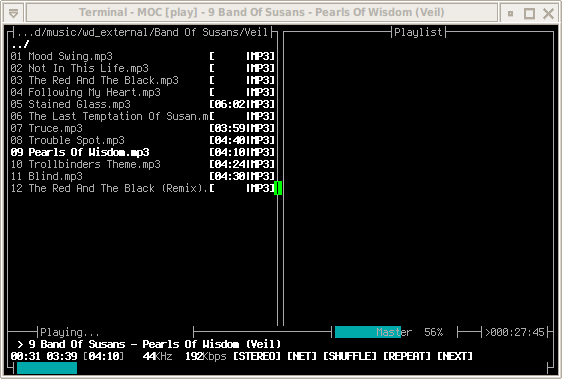 Terminal - MOC [play] - 9 Band Of Susans - Pearls Of Wisdom (Veil)
...d/music/wd_external/Band Of Susans/Veil
Playlist
../
01 Mood Swing.mp3 [ |MP3]
02 Not In This Life.mp3 [ |MP3]
03 The Red And The Black.mp3 [ |MP3]
04 Following My Heart.mp3 [ |MP3]
05 Stained Glass.mp3 [06:02|MP3]
06 The Last Temptation Of Susan.m[ |MP3]
07 Truce.mp3 [03:59|MP3]
08 Trouble Spot.mp3 [04:40|MP3]
09 Pearls Of Wisdom.mp3 [04:10|MP3]
10 Trollbinders Theme.mp3 [04:24|MP3]
11 Blind.mp3 [04:30|MP3]
12 The Red And The Black (Remix).[ |MP3]
Playing...
Master 56%
>000:27:45
> 9 Band Of Susans - Pearls Of Wisdom (Veil)
00:31 03:39 [04:10] 44KHz 192Kbps [STEREO] [NET] [SHUFFLE] [REPEAT] [NEXT]